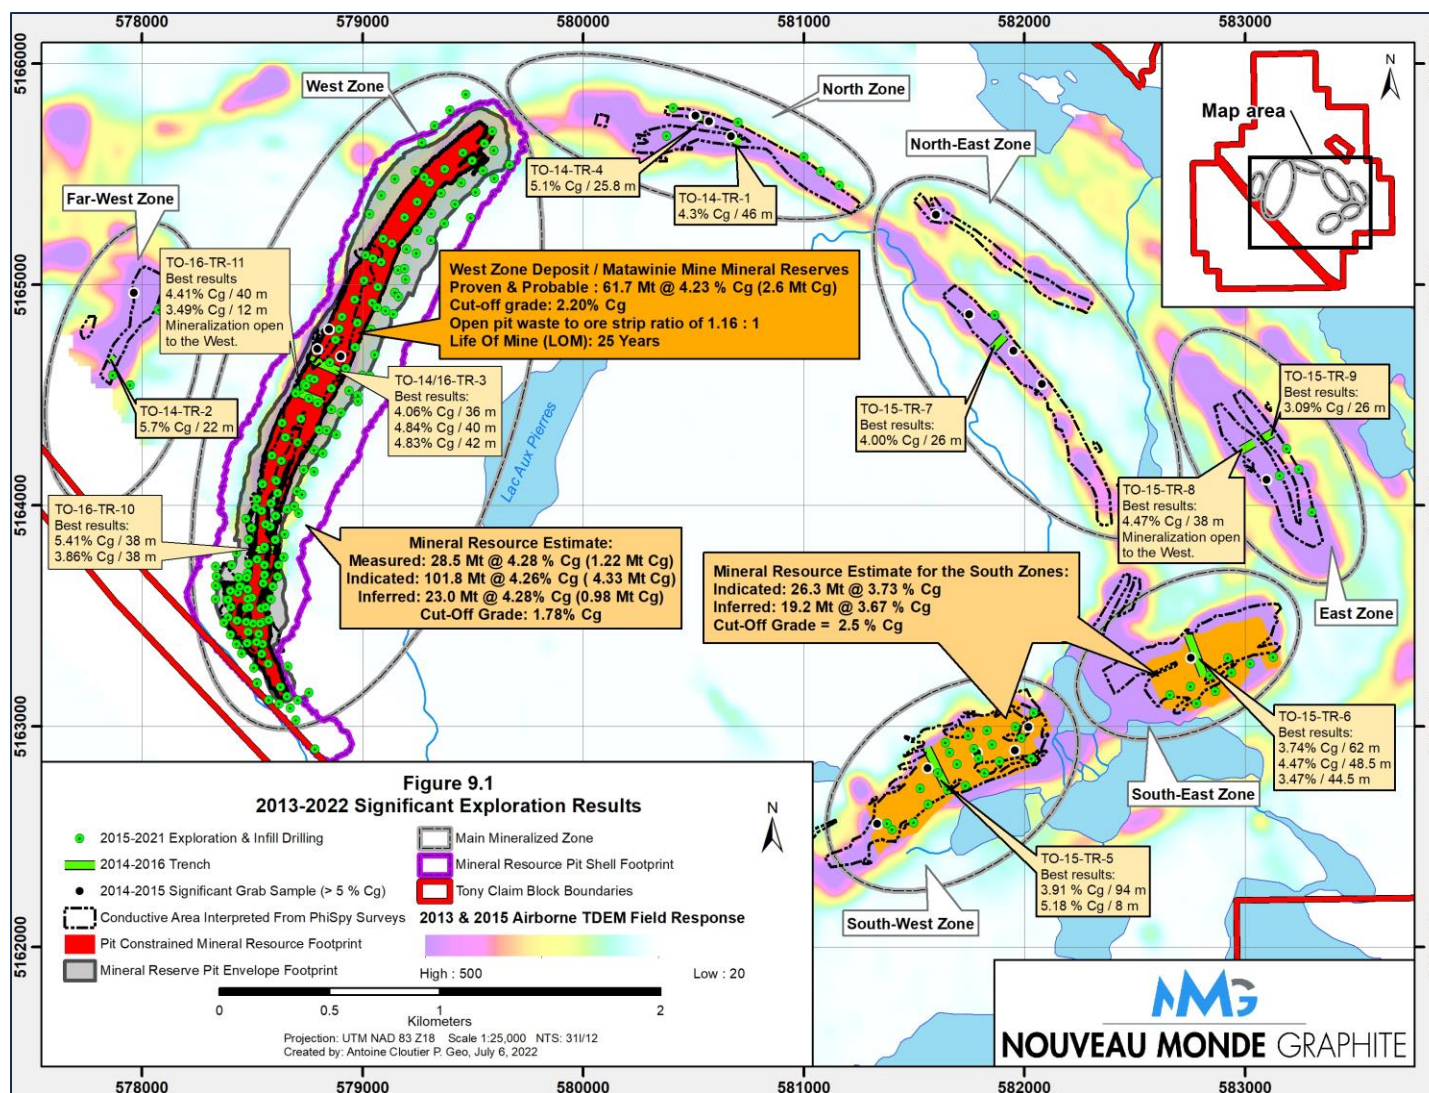 578000 579000 580000 581000 582000 583000
5166000
5165000
5164000
5163000
5162000
West Zone
North Zone
North-East Zone
Far-West Zone
Map area
N
TO-14-TR-4
5.1% Cg / 25.8 m
TO-14-TR-1
4.3% Cg / 46 m
TO-16-TR-11
Best results
4.41% Cg / 40 m
3.49% Cg / 12 m
Mineralization open
to the West.
West Zone Deposit / Matawinie Mine Mineral Reserves
Proven & Probable : 61.7 Mt @ 4.23 % Cg (2.6 Mt Cg)
Cut-off grade: 2.20% Cg
Open pit waste to ore strip ratio of 1.16 : 1
Life Of Mine (LOM): 25 Years
TO-14-TR-2
5.7% Cg / 22 m
TO-14/16-TR-3
Best results:
4.06% Cg / 36 m
4.84% Cg / 40 m
4.83% Cg / 42 m
Lac Aux Pierres
TO-15-TR-7
Best results:
4.00% Cg / 26 m
TO-15-TR-9
Best results:
3.09% Cg / 26 m
TO-15-TR-8
Best results:
4.47% Cg / 38 m
Mineralization open
to the West.
TO-16-TR-10
Best results:
5.41% Cg / 38 m
3.86% Cg / 38 m
Mineral Resource Estimate:
Measured: 28.5 Mt @ 4.28 % Cg (1.22 Mt Cg)
Indicated: 101.8 Mt @ 4.26% Cg ( 4.33 Mt Cg)
Inferred: 23.0 Mt @ 4.28% Cg (0.98 Mt Cg)
Cut-Off Grade: 1.78% Cg
Mineral Resource Estimate for the South Zones:
Indicated: 26.3 Mt @ 3.73 % Cg
Inferred: 19.2 Mt @ 3.67 % Cg
Cut-Off Grade = 2.5 % Cg
East Zone
TO-15-TR-6
Best results:
3.74% Cg / 62 m
4.47% Cg / 48.5 m
3.47% / 44.5 m
South-East Zone
TO-15-TR-5
Best results:
3.91 % Cg / 94 m
5.18 % Cg / 8 m
South-West Zone
Figure 9.1
2013-2022 Significant Exploration Results
N
2015-2021 Exploration & Infill Drilling
2014-2016 Trench
2014-2015 Significant Grab Sample (> 5 % Cg)
Conductive Area Interpreted From PhiSpy Surveys
Pit Constrained Mineral Resource Footprint
Mineral Reserve Pit Envelope Footprint
Main Mineralized Zone
Mineral Resource Pit Shell Footprint
Tony Claim Block Boundaries
2013 & 2015 Airborne TDEM Field Response
High : 500 Low : 20
0 0.5 1 2
Kilometers
Projection: UTM NAD 83 Z18 Scale 1:25,000 NTS: 31I/12
Created by: Antoine Cloutier P. Geo, July 6, 2022
NMG
NOUVEAU MONDE GRAPHITE
578000 579000 580000 581000 582000 583000
5166000
5165000
5164000
5163000
5162000